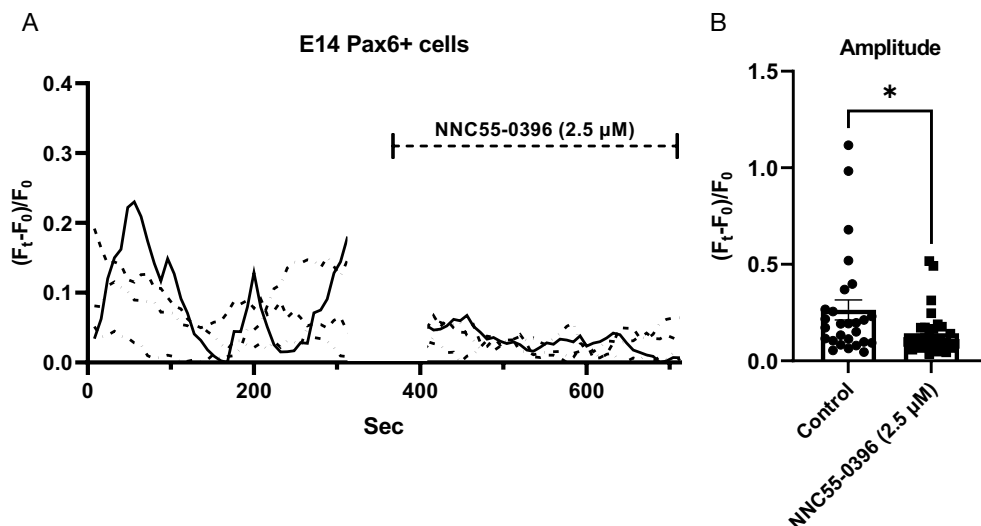 A
E14 Pax6+ cells
0.4
0.3
0.2
0.1
0.0
(Ft-F0)/F0
NNC55-0396 (2.5 µM)
0
200
400
600
Sec
B
Amplitude
1.5
1.0
0.5
0.0
(Ft-F0)/F0
*
Control
NNC55-0396 (2.5 µM)